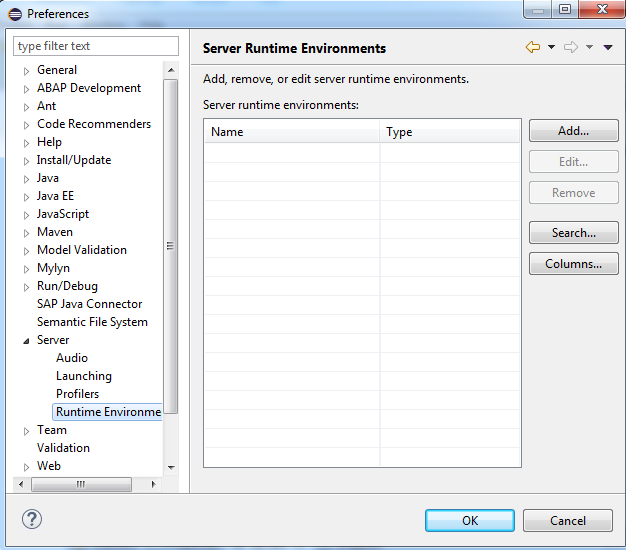 Preferences
type filter text
General
ABAP Development
Ant
Code Recommenders
Help
Install/Update
Java
Java EE
JavaScript
Maven
Model Validation
Mylyn
Run/Debug
SAP Java Connector
Semantic File System
Server
Audio
Launching
Profilers
Runtime Environme
Team
Validation
Web
Server Runtime Environments
Add, remove, or edit server runtime environments.
Server runtime environments:
Name Type
Add...
Edit...
Remove
Search...
Columns...
OK Cancel